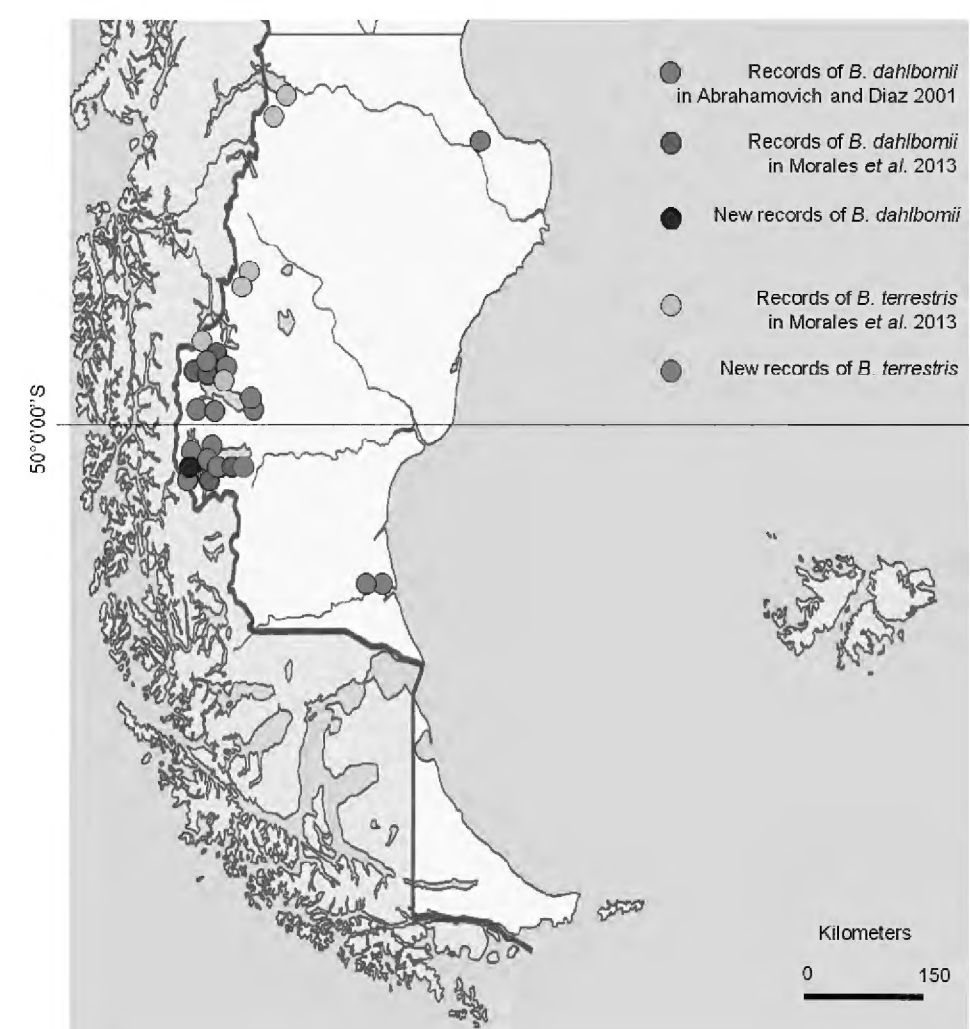 Records of B. dahlbomii
in Abrahamovich and Diaz 2001
Records of B. dahlbomii
in Morales et al. 2013
New records of B. dahlbomii
Records of B. terrestris
in Morales et al. 2013
New records of B. terrestris
50°0'00''S
Kilometers
0 150